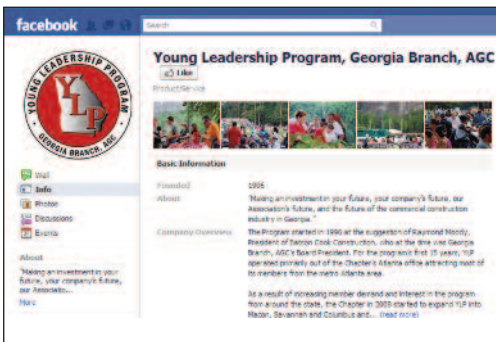 facebook
Search
YOUNG LEADERSHIP PROGRAM
YLP
GEORGIA BRANCH, AGC
Young Leadership Program, Georgia Branch, AGC
Like
Product/Service
Wall
Info
Photos
Discussions
Events
About
"Making an investment in your
future, your company's future,
our Associatio...
More
Basic Information
Founded
1996
About
"Making an investment in your future, your company's future, our
Association's future, and the future of the commercial construction
industry in Georgia."
Company Overview
The Program started in 1996 at the suggestion of Raymond Moody,
President of Batson Cook Construction, who at the time was Georgia
Branch, AGC's Board President. For the program's first 15 years, YLP
operated primarily out of the Chapter's Atlanta office attracting most of
its members from the metro Atlanta area.
As a result of increasing member demand and interest in the program
from around the state, the Chapter in 2008 started to expand YLP into
Macon, Savannah and Columbus and... (read more)